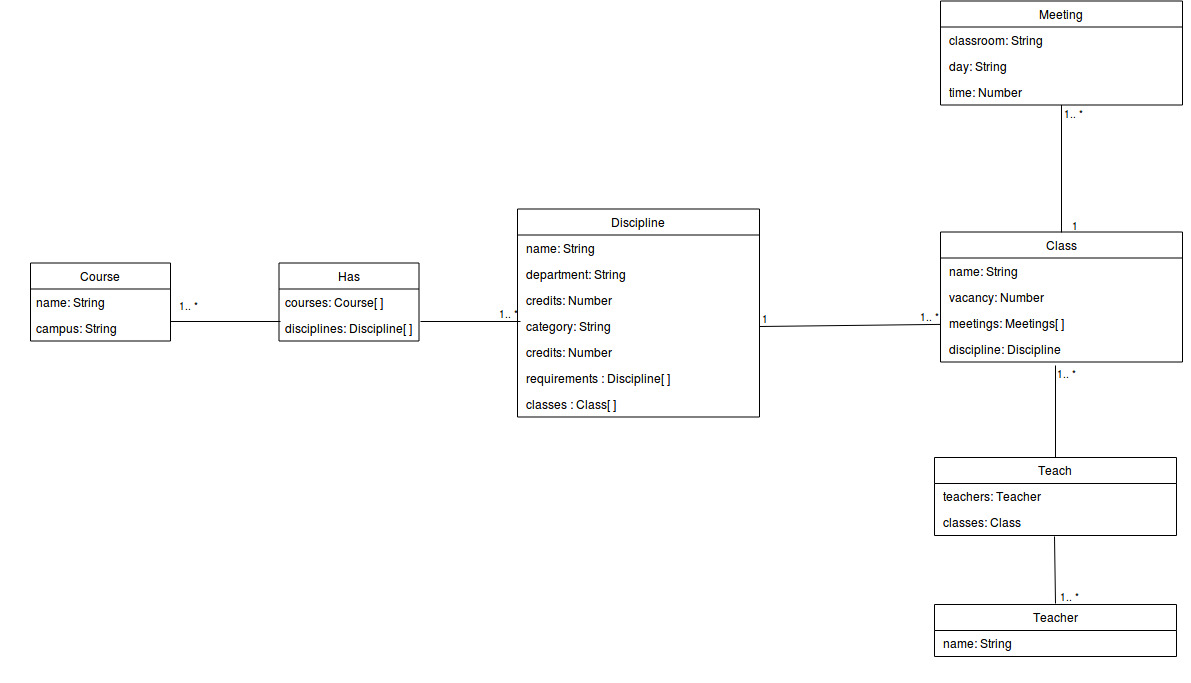 Meeting
classroom: String
day: String
time: Number
1.. *
1
Class
name: String
vacancy: Number
meetings: Meetings[ ]
discipline: Discipline
1.. *
1.. *
1
Discipline
name: String
department: String
credits: Number
category: String
credits: Number
requirements : Discipline[ ]
classes : Class[ ]
1.. *
Has
courses: Course[ ]
disciplines: Discipline[ ]
1.. *
Course
name: String
campus: String
Teach
teachers: Teacher
classes: Class
1.. *
Teacher
name: String